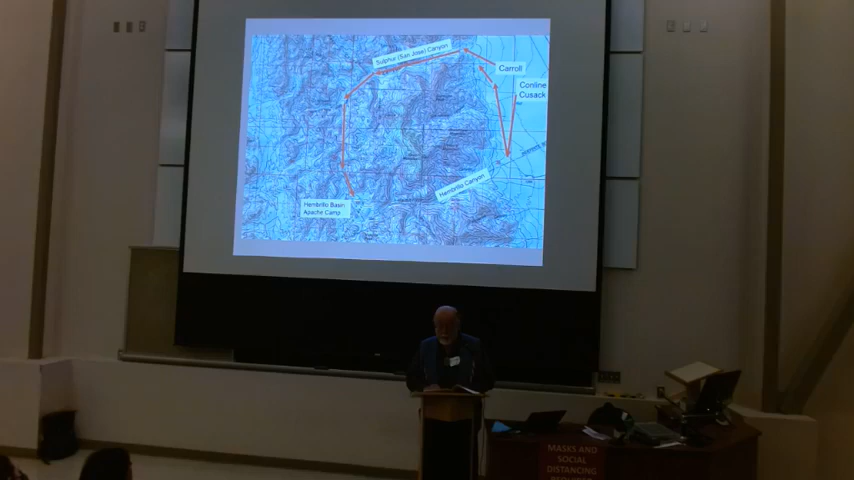 Sulphur (San Jose) Canyon
Carroll
Conline
Cusack
Hembrillo Canyon
Hembrillo Basin
Apache Camp
MASKS AND
SOCIAL
DISTANCING